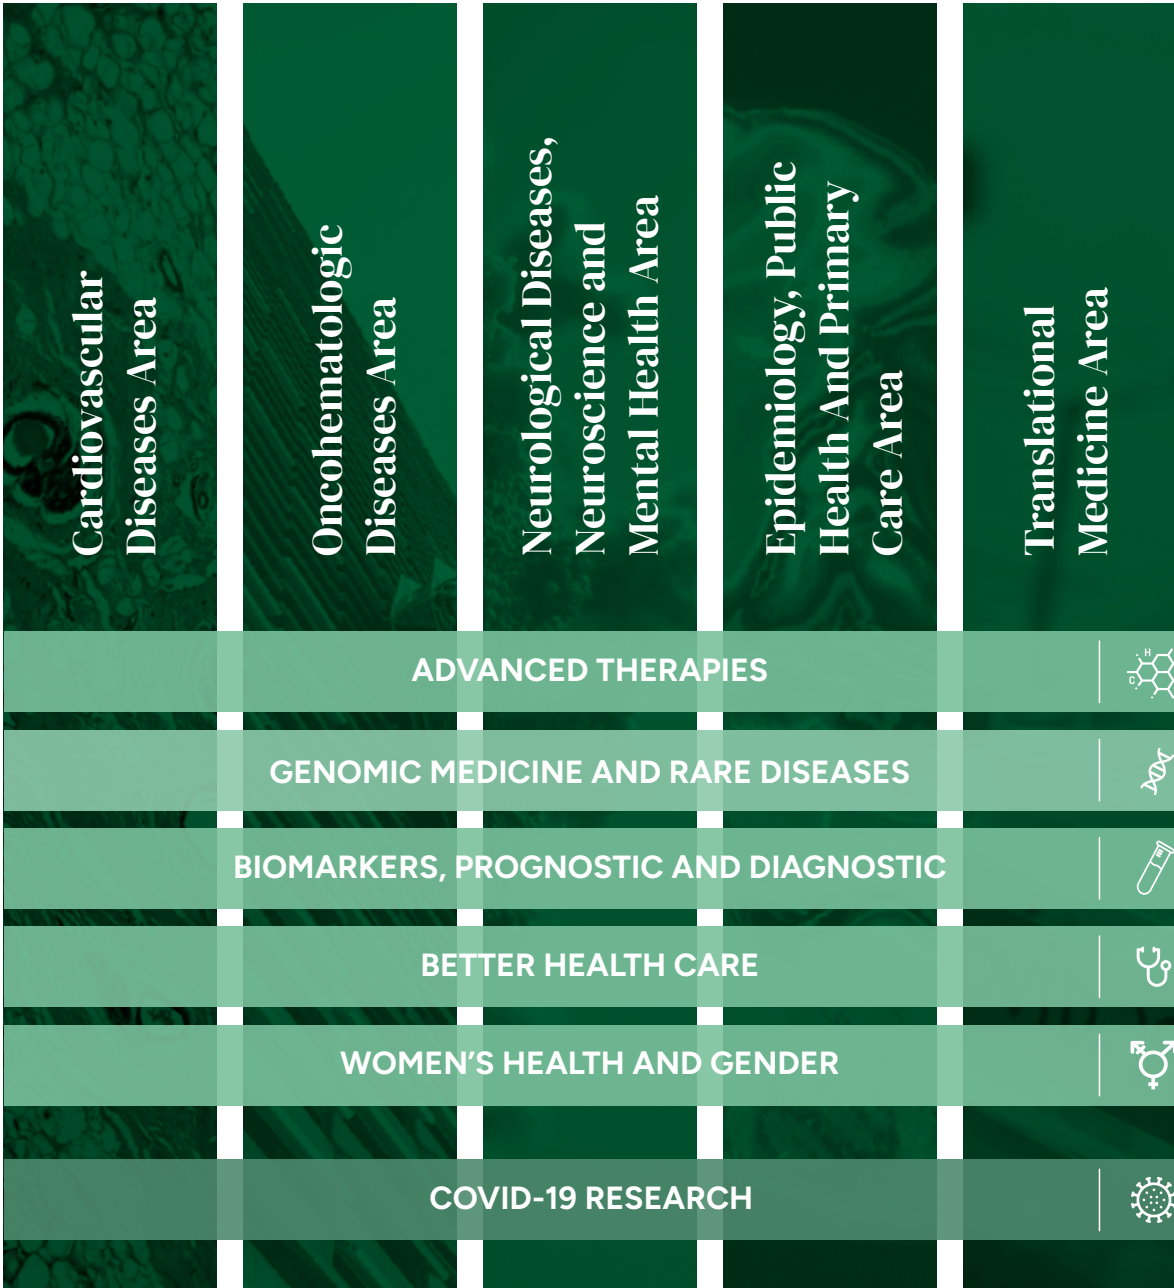 Cardiovascular
Diseases Area
Oncohematologic
Diseases Area
Neurological Diseases,
Neuroscience and
Mental Health Area
Epidemiology, Public
Health And Primary
Care Area
Translational
Medicine Area
ADVANCED THERAPIES
H
C
GENOMIC MEDICINE AND RARE DISEASES
BIOMARKERS, PROGNOSTIC AND DIAGNOSTIC
BETTER HEALTH CARE
WOMEN’S HEALTH AND GENDER
COVID-19 RESEARCH